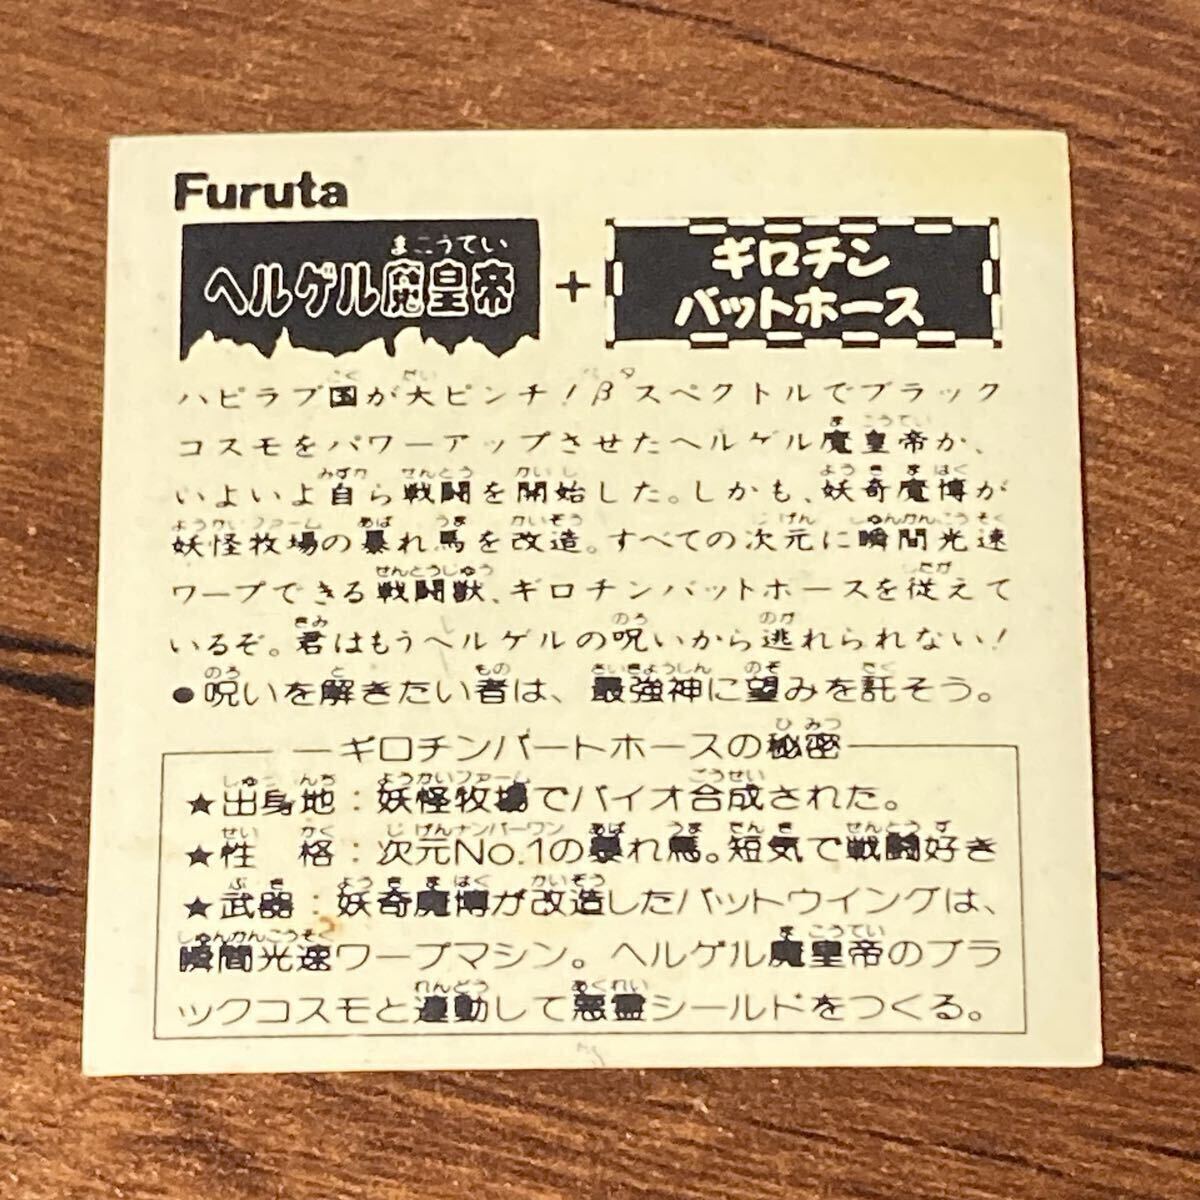 Furuta
まこうてい
ヘルゲル魔皇帝
+
ギロチン
バットホース
ハピラブ国が大ピンチ！βスペクトルでブラック
コスモをパワーアップさせたヘルゲル魔皇帝が、
いよいよ自ら戦闘を開始した。しかも、妖奇魔博が
妖怪牧場の暴れ馬を改造。すべての次元に瞬間光速
ワープできる戦闘獣、ギロチンバットホースを従えて
いるぞ。君はもうヘルゲルの呪いから逃れられない！
●呪いを解きたい者は、最強神に望みを託そう。
ギロチンバートホースの秘密
★出身地：妖怪牧場でバイオ合成された。
★性格：次元No.1の暴れ馬。短気で戦闘好き
★武器：妖奇魔博が改造したバットウイングは、
瞬間光速ワープマシン。ヘルゲル魔皇帝のブラ
ックコスモと連動して悪霊シールドをつくる。